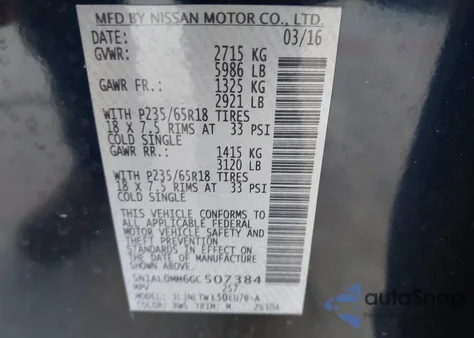 MFD BY NISSAN MOTOR CO., LTD.
DATE: 03/16
GVWR: 2715 KG
5986 LB
GAWR FR.: 1325 KG
2921 LB
WITH P235/65R18 TIRES
18 X 7.5 RIMS AT 33 PSI
COLD SINGLE
GAWR RR.: 1415 KG
3120 LB
WITH P235/65R18 TIRES
18 X 7.5 RIMS AT 33 PSI
COLD SINGLE
THIS VEHICLE CONFORMS TO
ALL APPLICABLE FEDERAL
MOTOR VEHICLE SAFETY AND
THEFT PREVENTION
STANDARDS IN EFFECT ON
THE DATE OF MANUFACTURE
SHOWN ABOVE.
5N1AL0MM6GC507384
MPV 257
MODEL:
COLOR: TRIM:
autoSnap